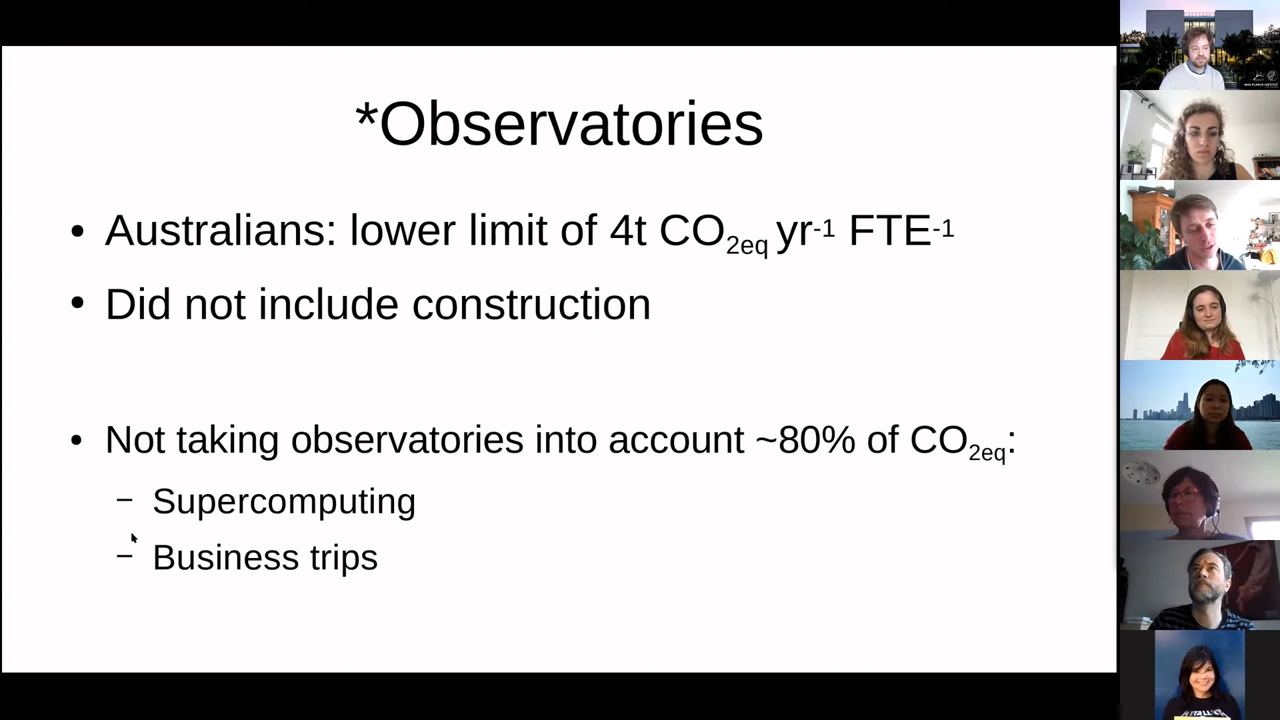 *Observatories
• Australians: lower limit of 4t CO2eq yr-1 FTE-1
• Did not include construction
• Not taking observatories into account ~80% of CO2eq:
– Supercomputing
– Business trips